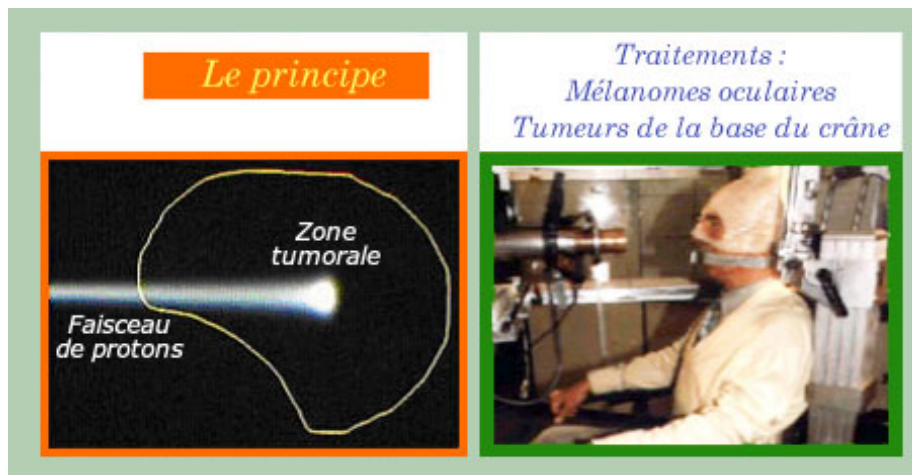 Le principe
Traitements :
Mélanomes oculaires
Tumeurs de la base du crâne
Zone
tumorale
Faisceau
de protons